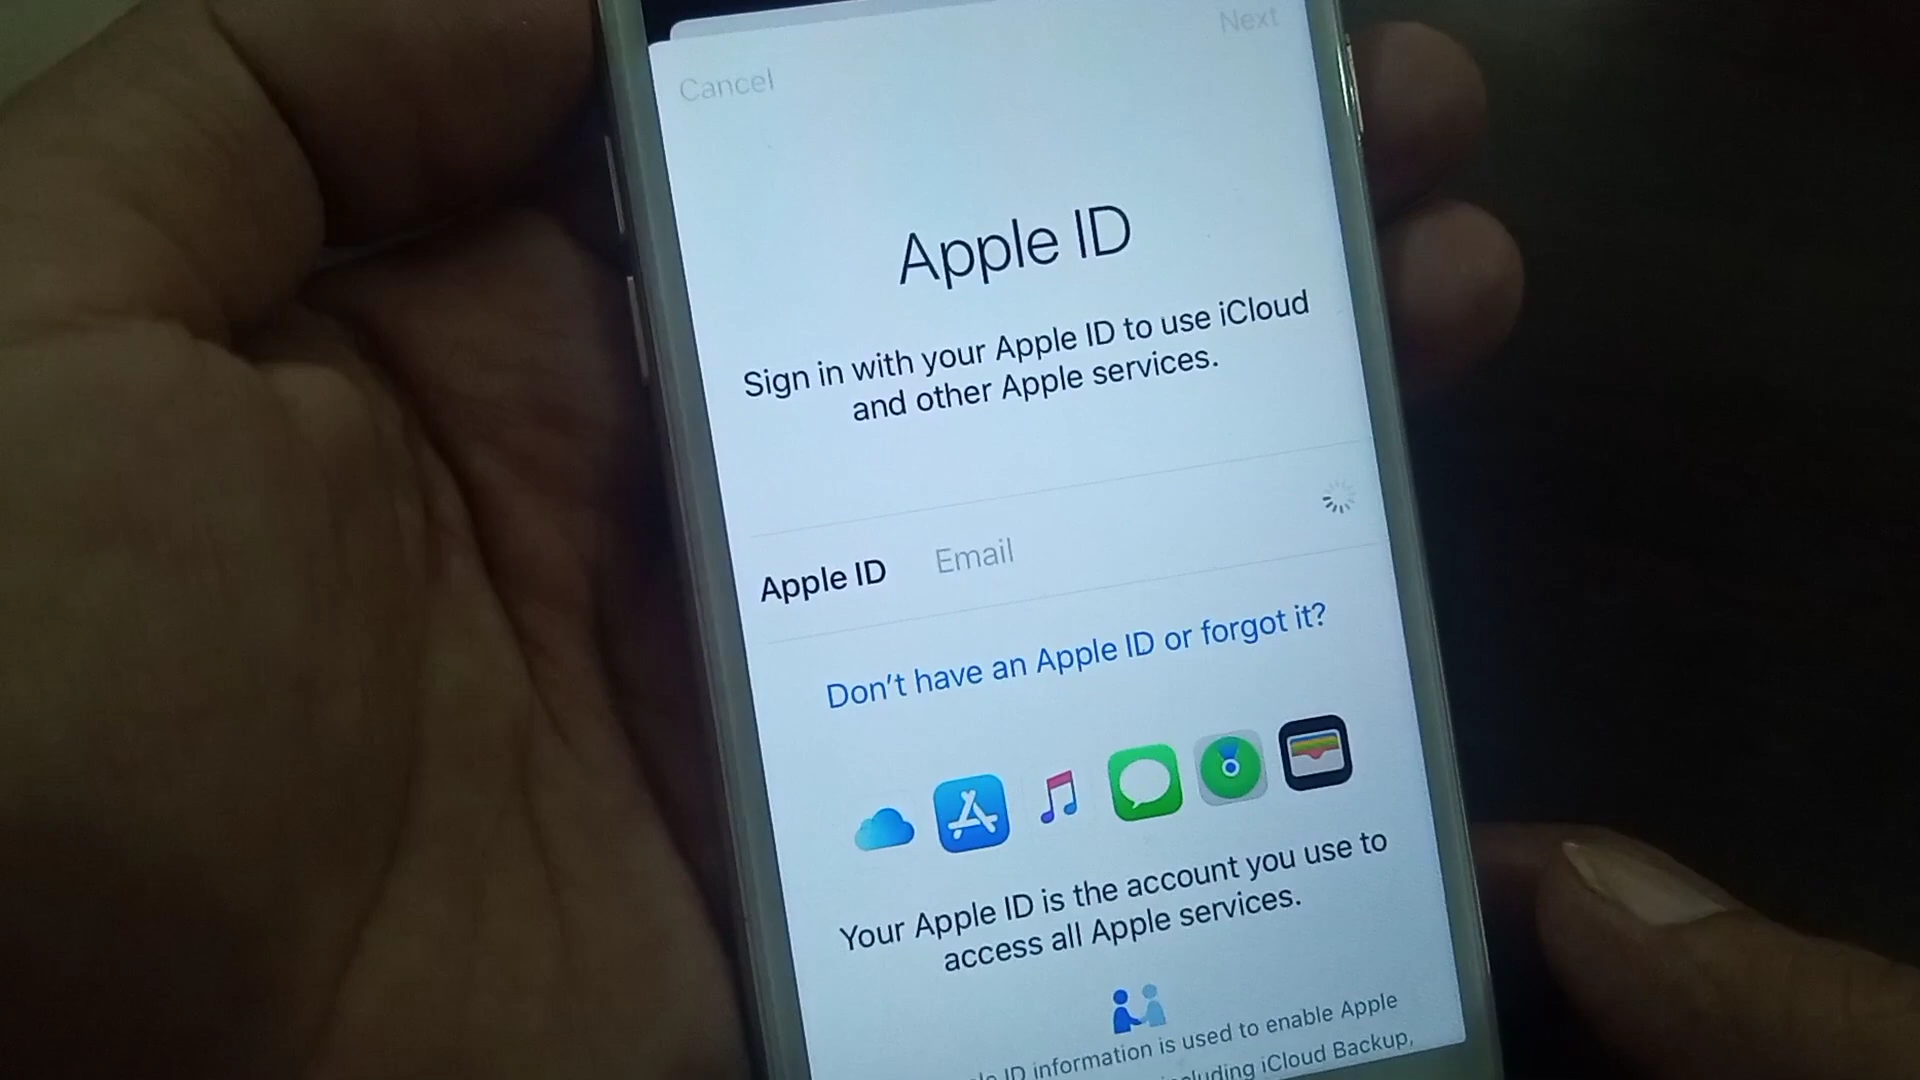 Next
Cancel
Apple ID
Sign in with your Apple ID to use iCloud
and other Apple services.
Apple ID Email
Don't have an Apple ID or forgot it?
Your Apple ID is the account you use to
access all Apple services.
ID information is used to enable Apple
iCloud Backup,